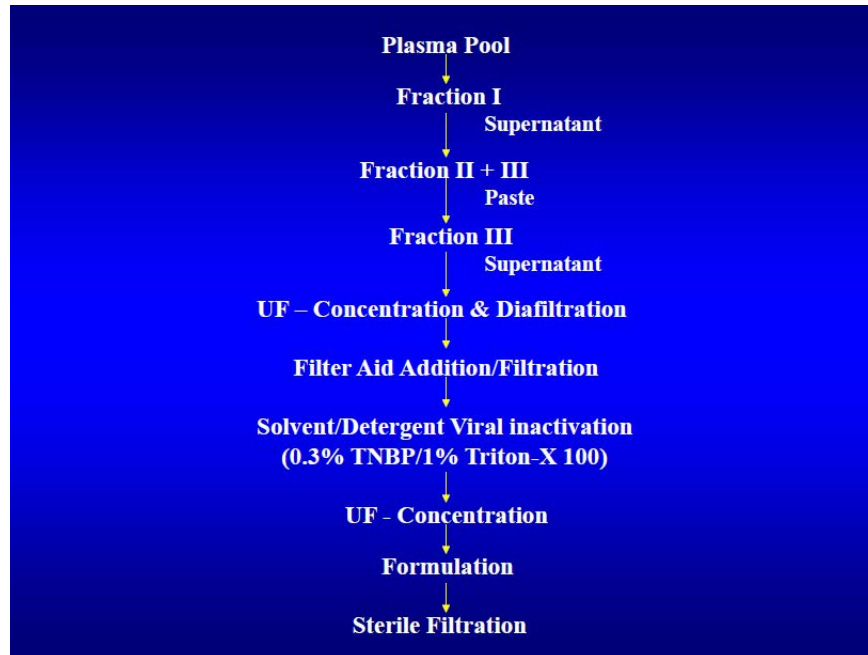 Plasma Pool
Fraction I
Supernatant
Fraction II + III
Paste
Fraction III
Supernatant
UF – Concentration & Diafiltration
Filter Aid Addition/Filtration
Solvent/Detergent Viral inactivation
(0.3% TNBP/1% Triton-X 100)
UF - Concentration
Formulation
Sterile Filtration